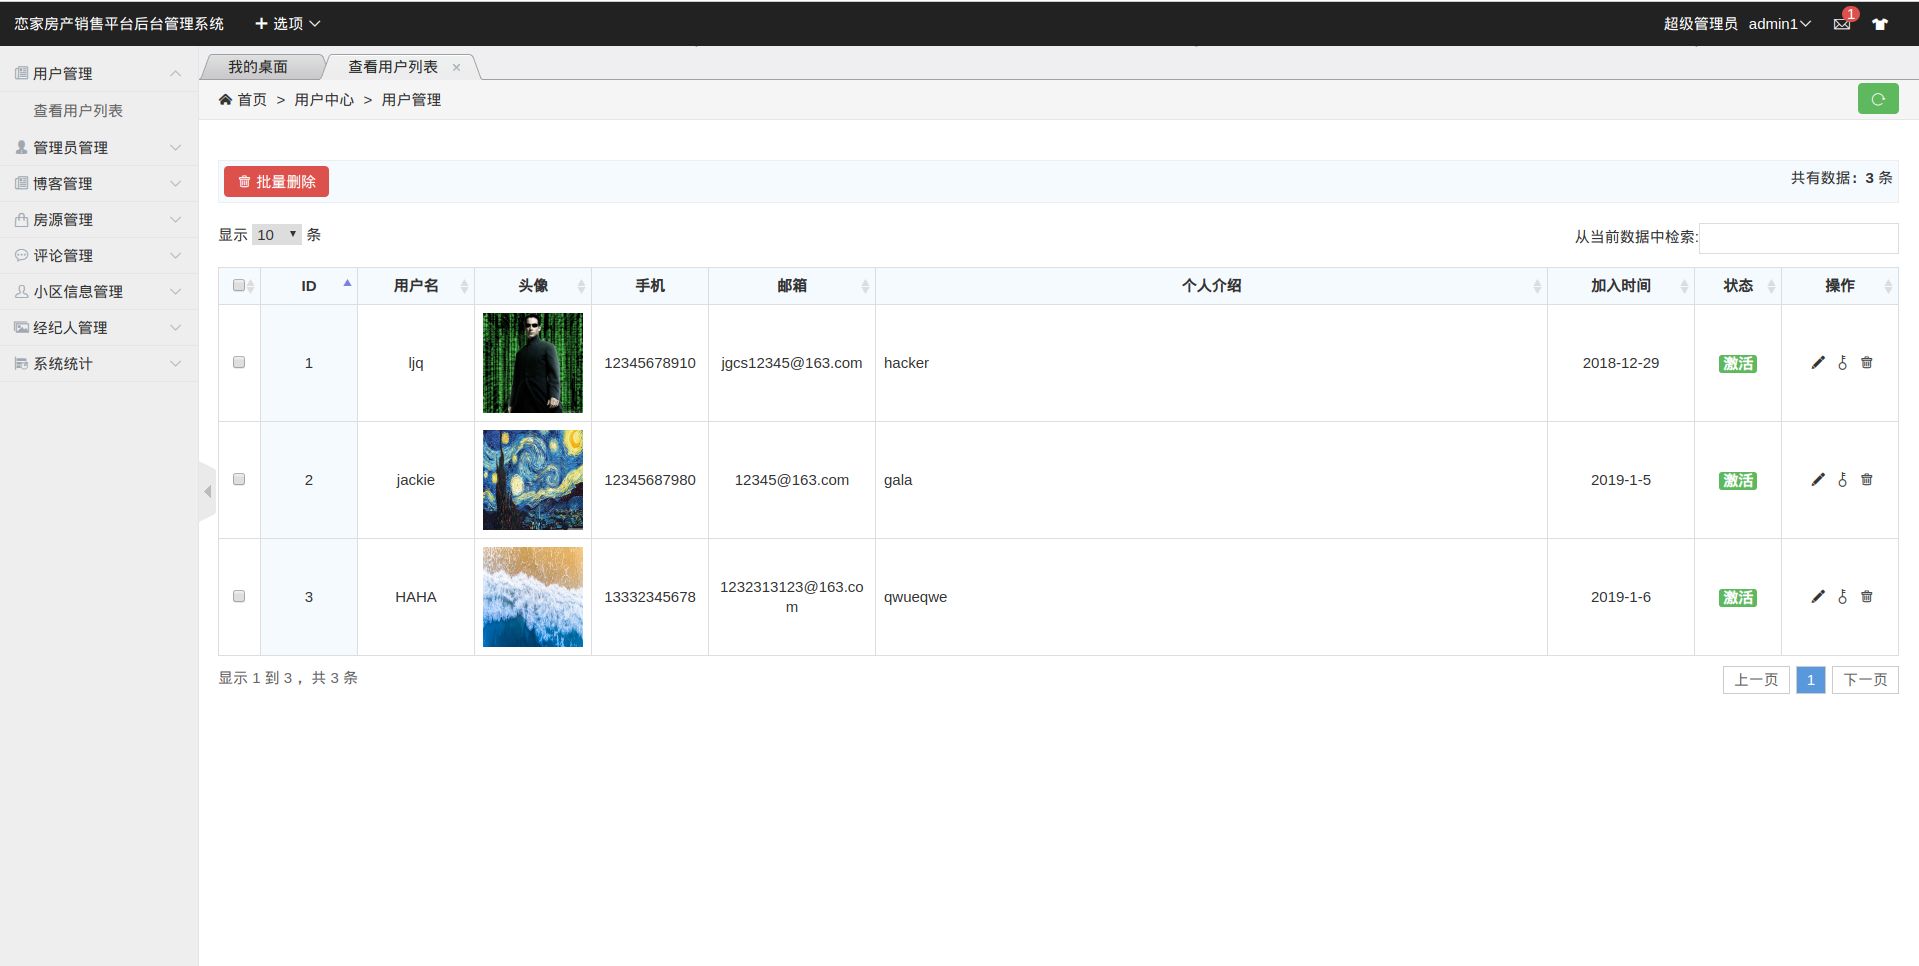 恋家房产销售平台后台管理系统 选项 超级管理员 admin1 1
用户管理
查看用户列表
管理员管理
博客管理
房源管理
评论管理
小区信息管理
经纪人管理
系统统计
我的桌面 查看用户列表 ×
首页 > 用户中心 > 用户管理
批量删除 共有数据：3 条
显示 10 条 从当前数据中检索:
ID 用户名 头像 手机 邮箱 个人介绍 加入时间 状态 操作
1 ljq 12345678910 jgcs12345@163.com hacker 2018-12-29 激活
2 jackie 12345687980 12345@163.com gala 2019-1-5 激活
3 HAHA 13332345678 1232313123@163.co qwueqwe 2019-1-6 激活
m
显示 1 到 3 ，共 3 条 上一页 1 下一页